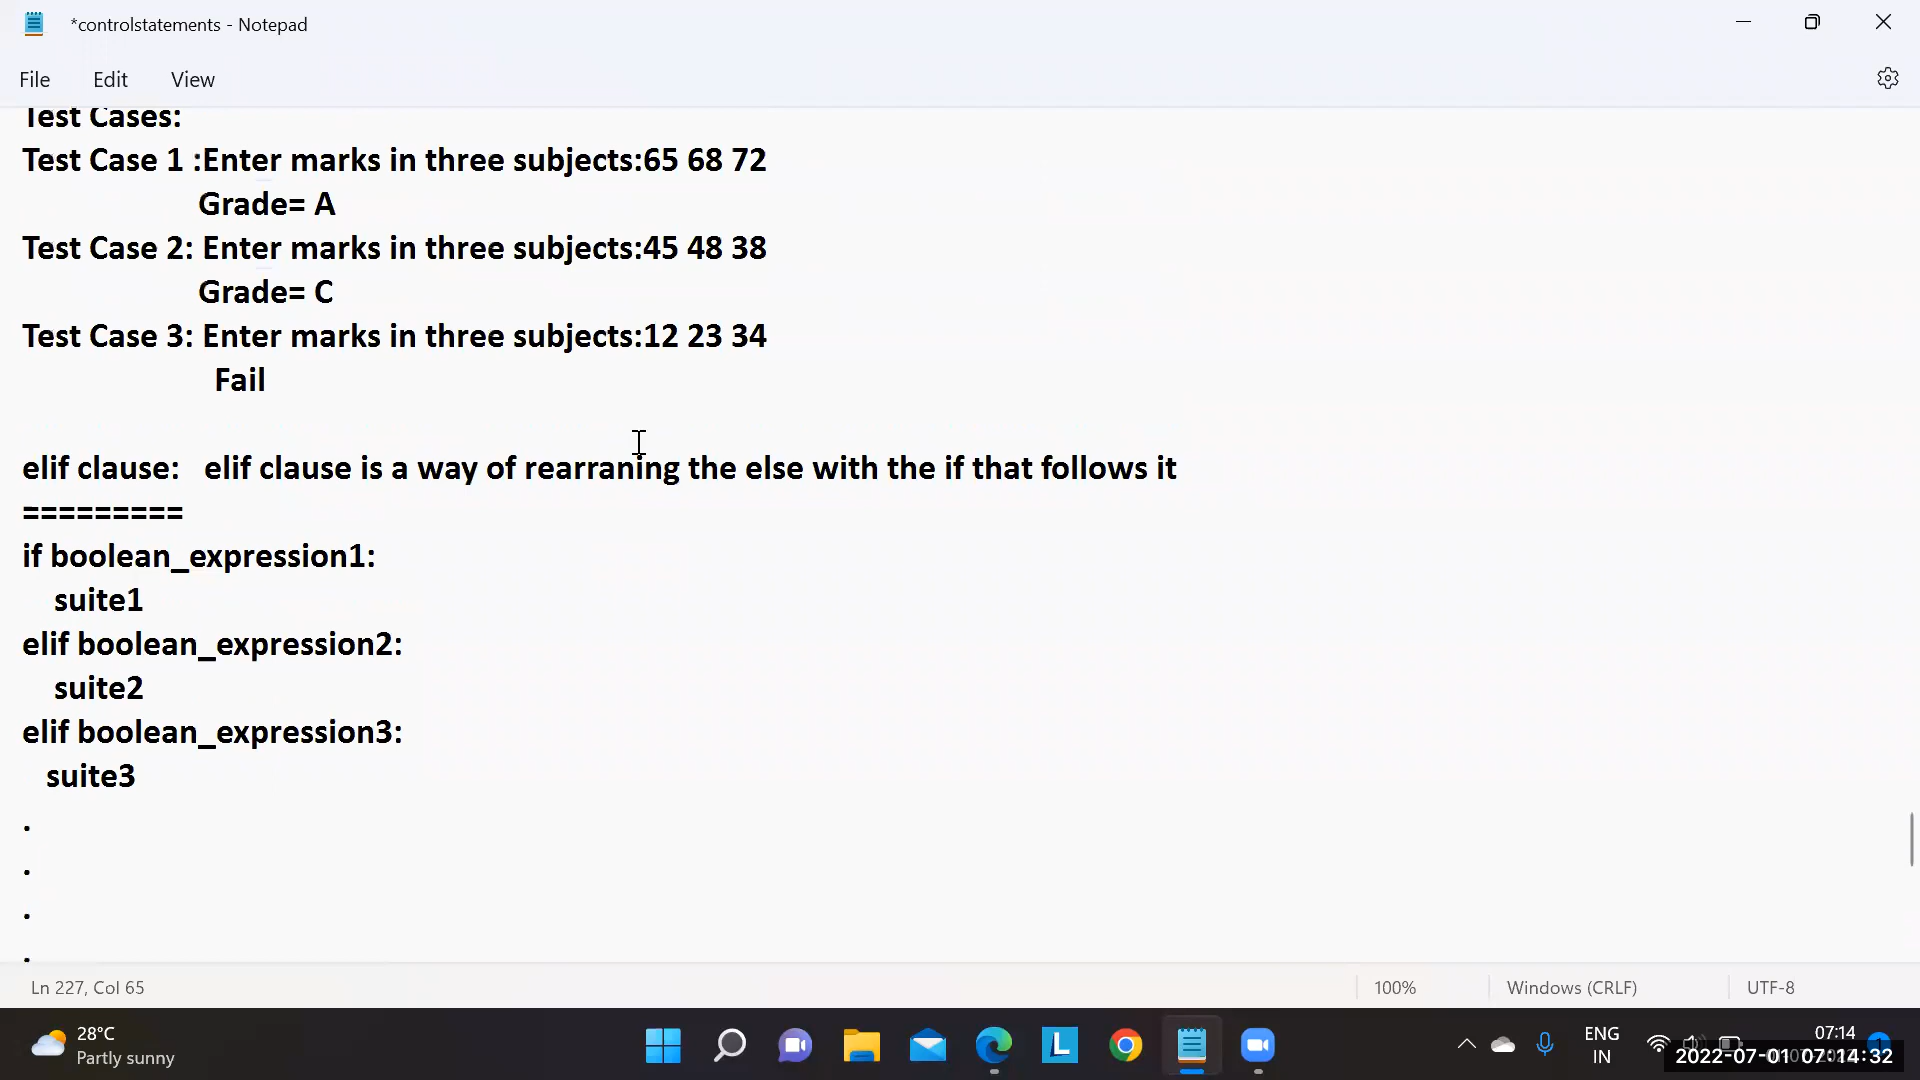 *controlstatements - Notepad
File Edit View
Test Cases:
Test Case 1 :Enter marks in three subjects:65 68 72
Grade= A
Test Case 2: Enter marks in three subjects:45 48 38
Grade= C
Test Case 3: Enter marks in three subjects:12 23 34
Fail
elif clause:   elif clause is a way of rearraning the else with the if that follows it
=========
if boolean_expression1:
suite1
elif boolean_expression2:
suite2
elif boolean_expression3:
suite3
.
.
.
.
Ln 227, Col 65
100%
Windows (CRLF)
UTF-8
28°C
Partly sunny
L
ENG
IN
07:14
2022-07-01 07:14:32